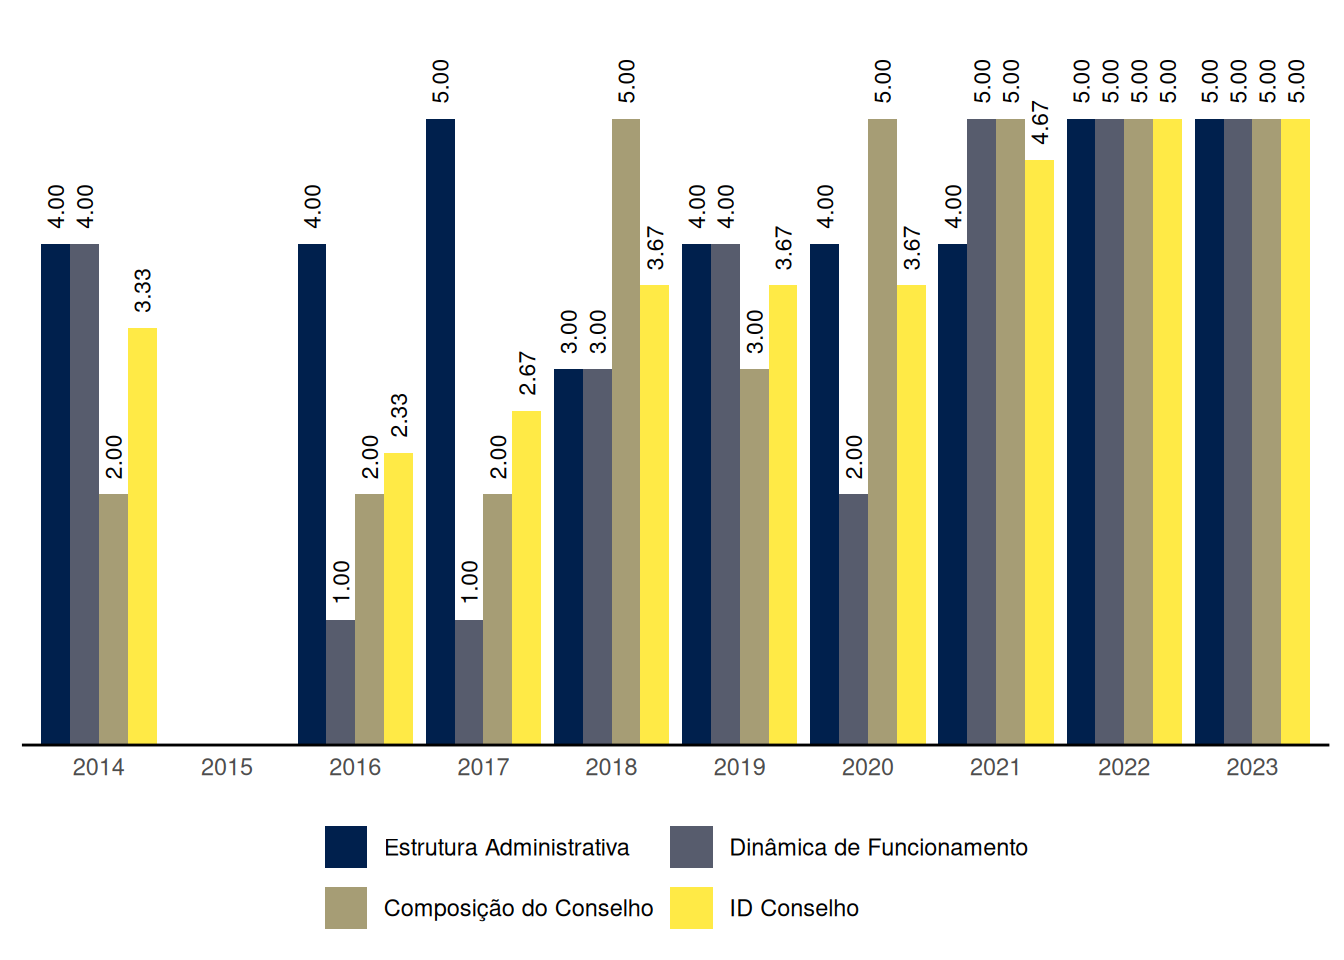 4.00 4.00 2.00 3.33
4.00 1.00 2.00 2.33
5.00 1.00 2.00 2.67
3.00 3.00 5.00 3.67
4.00 4.00 3.00 3.67
4.00 2.00 5.00 3.67
4.00 5.00 5.00 4.67
5.00 5.00 5.00 5.00
5.00 5.00 5.00 5.00
2014 2015 2016 2017 2018 2019 2020 2021 2022 2023
Estrutura Administrativa Dinâmica de Funcionamento
Composição do Conselho ID Conselho